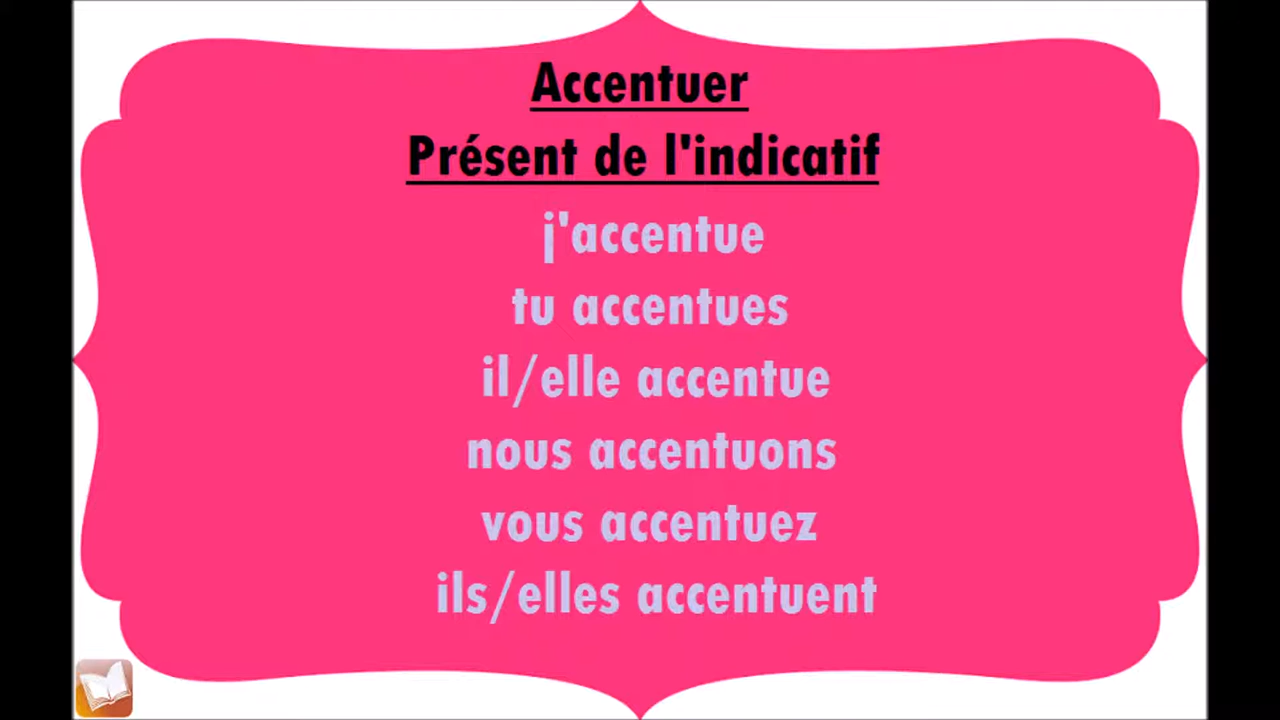 Accentuer
Présent de l'indicatif
j'accentue
tu accentues
il/elle accentue
nous accentuons
vous accentuez
ils/elles accentuent